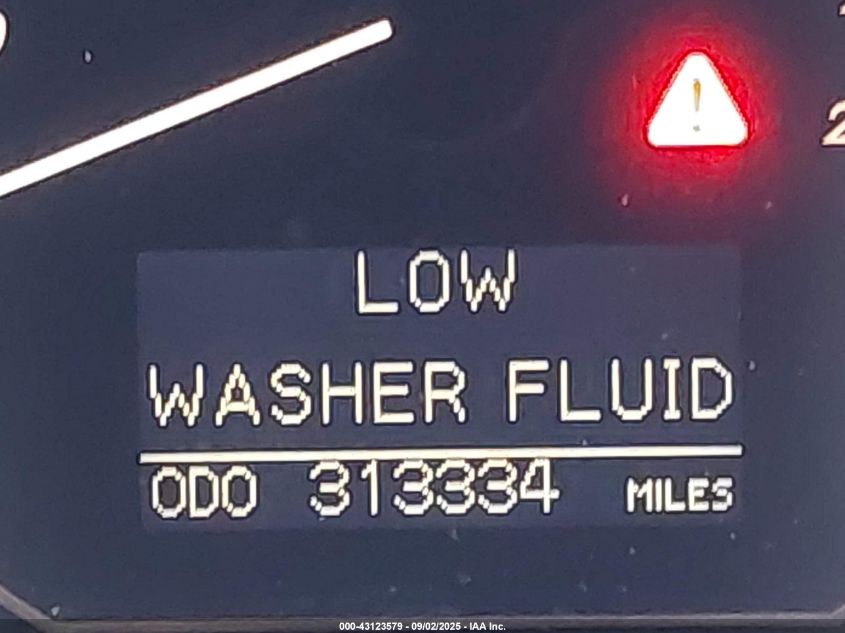 LOW
WASHER FLUID
ODO 313334 MILES
000-43123579 - 09/02/2025 - IAA Inc.